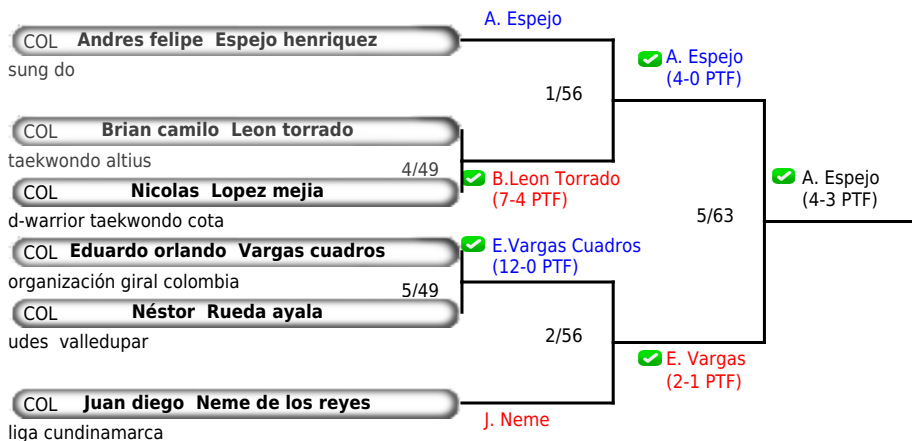 A. Espejo
COL Andres felipe Espejo henriquez
sung do
A. Espejo
(4-0 PTF)
1/56
COL Brian camilo Leon torrado
taekwondo altius
4/49
B.Leon Torrado
(7-4 PTF)
COL Nicolas Lopez mejia
d-warrior taekwondo cota
A. Espejo
(4-3 PTF)
5/63
COL Eduardo orlando Vargas cuadros
E.Vargas Cuadros
(12-0 PTF)
organización giral colombia
5/49
COL Néstor Rueda ayala
udes valledupar
2/56
E. Vargas
(2-1 PTF)
COL Juan diego Neme de los reyes
J. Neme
liga cundinamarca